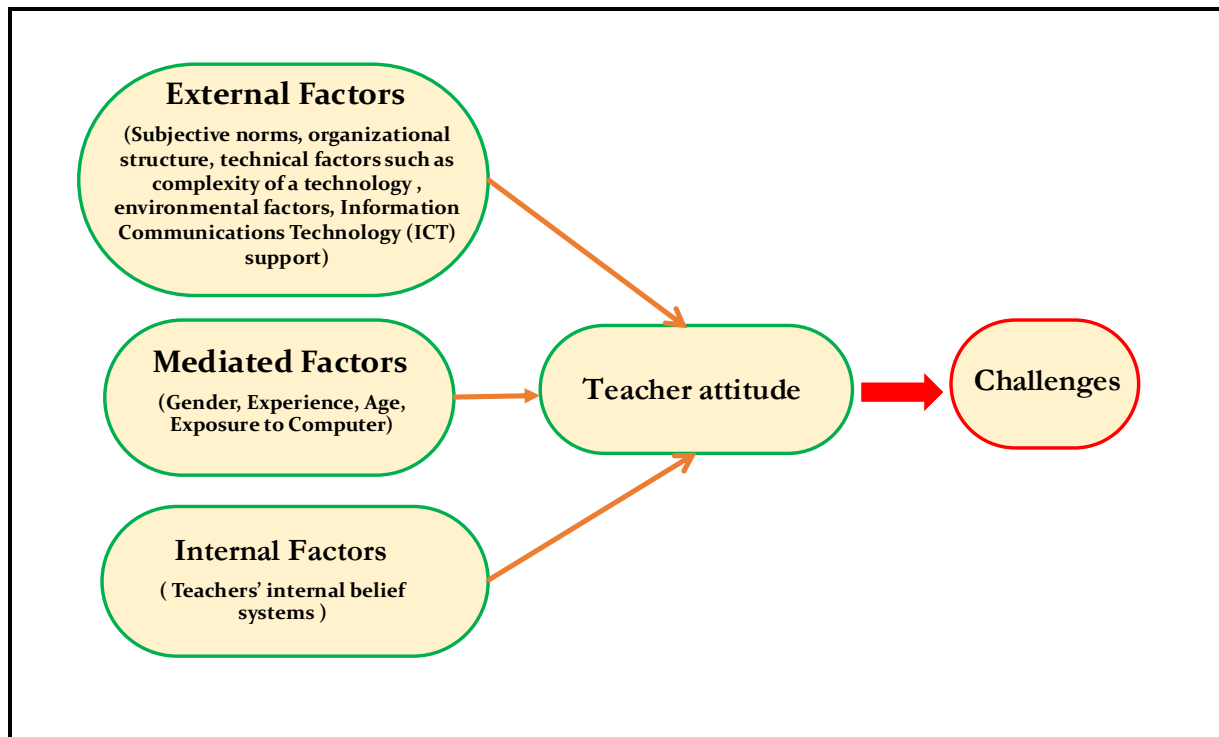 External Factors
(Subjective norms, organizational
structure, technical factors such as
complexity of a technology ,
environmental factors, Information
Communications Technology (ICT)
support)
Mediated Factors
(Gender, Experience, Age,
Exposure to Computer)
Internal Factors
( Teachers’ internal belief
systems )
Teacher attitude
Challenges